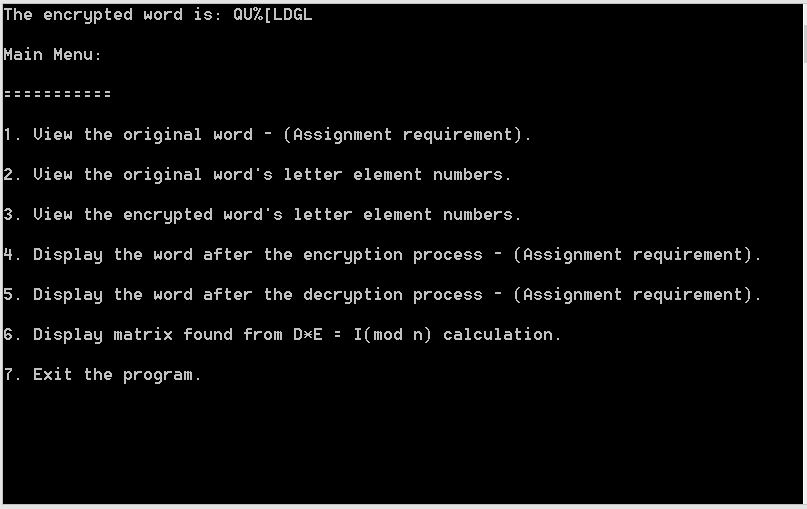 The encrypted word is: QU%[LDGL
Main Menu:
===========
1. View the original word - (Assignment requirement).
2. View the original word's letter element numbers.
3. View the encrypted word's letter element numbers.
4. Display the word after the encryption process - (Assignment requirement).
5. Display the word after the decryption process - (Assignment requirement).
6. Display matrix found from D*E = I(mod n) calculation.
7. Exit the program.